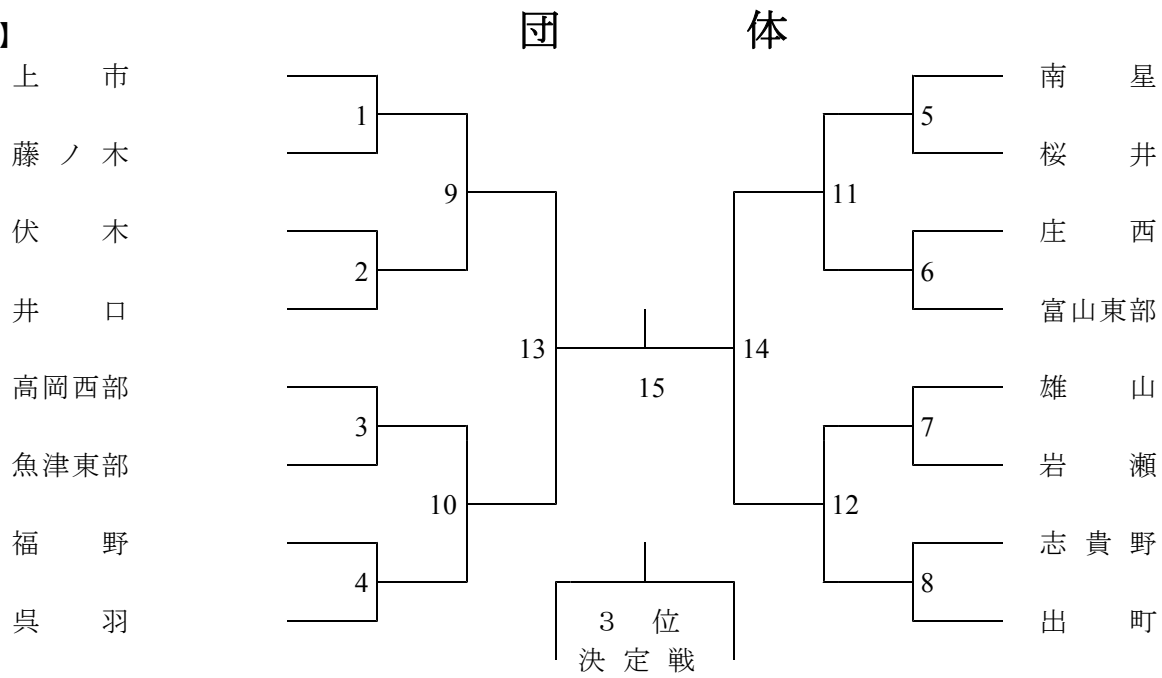 】
団 体
上 市
南 星
1
5
藤 ノ 木
桜 井
9
11
伏 木
庄 西
2
6
井 口
富山東部
13
14
15
高岡西部
雄 山
3
7
魚津東部
岩 瀬
10
12
福 野
志 貴 野
4
8
呉 羽
出 町
3 位
決 定 戦